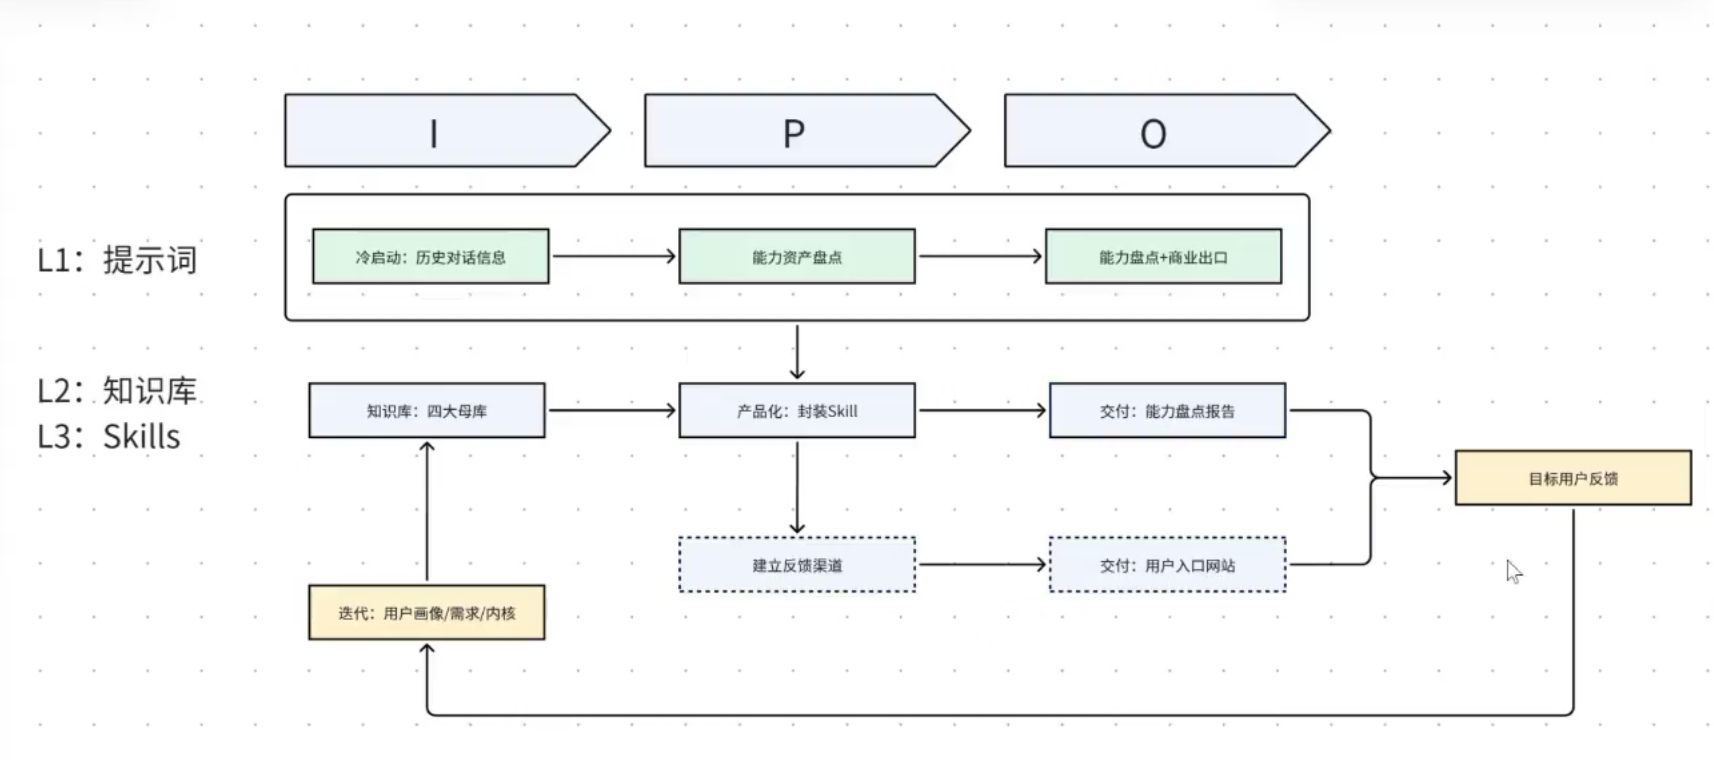 I
P
O
L1：提示词
冷启动：历史对话信息
能力资产盘点
能力盘点+商业出口
L2：知识库
L3：Skills
知识库：四大母库
产品化：封装Skill
交付：能力盘点报告
目标用户反馈
建立反馈渠道
交付：用户入口网站
迭代：用户画像/需求/内核